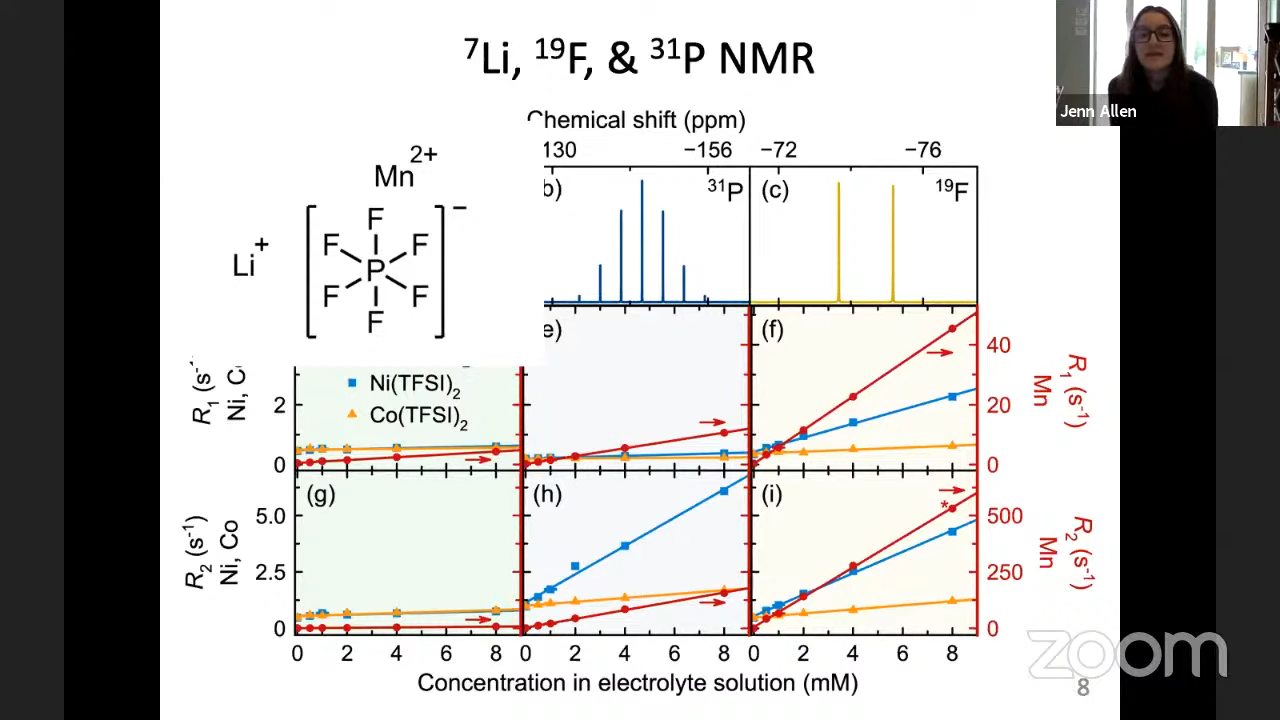 ⁷Li, ¹⁹F, & ³¹P NMR
Jenn Allen
Chemical shift (ppm)
130 −156 −72 −76
Mn²⁺
b) ³¹P (c) ¹⁹F
Li⁺
[ F F F P F F F ]⁻
e) (f)
R₁ (s⁻¹)
Ni, C
2
0
Ni(TFSI)₂
Co(TFSI)₂
40
20
0
R₁ (s⁻¹)
Mn
(g) (h) (i)
*
R₂ (s⁻¹)
Ni, Co
5.0
2.5
0
500
250
0
R₂ (s⁻¹)
Mn
0 2 4 6 8 0 2 4 6 8 0 2 4 6 8
Concentration in electrolyte solution (mM)
zoom
8